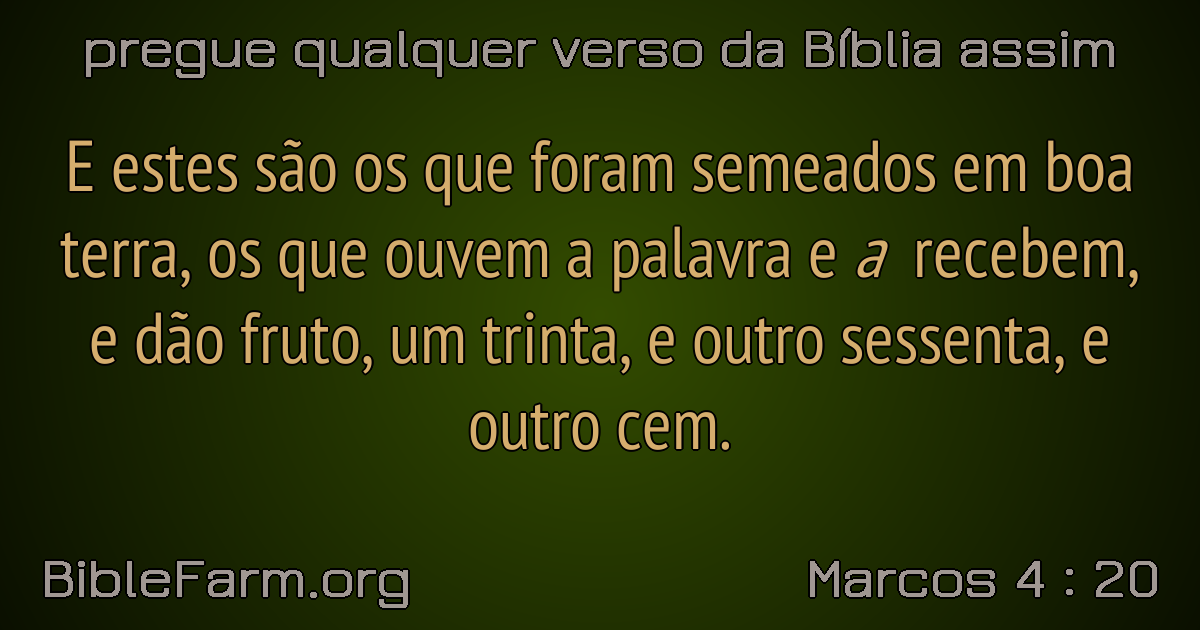 pregue qualquer verso da Bíblia assim
E estes são os que foram semeados em boa
terra, os que ouvem a palavra e a recebem,
e dão fruto, um trinta, e outro sessenta, e
outro cem.
BibleFarm.org
Marcos 4 : 20